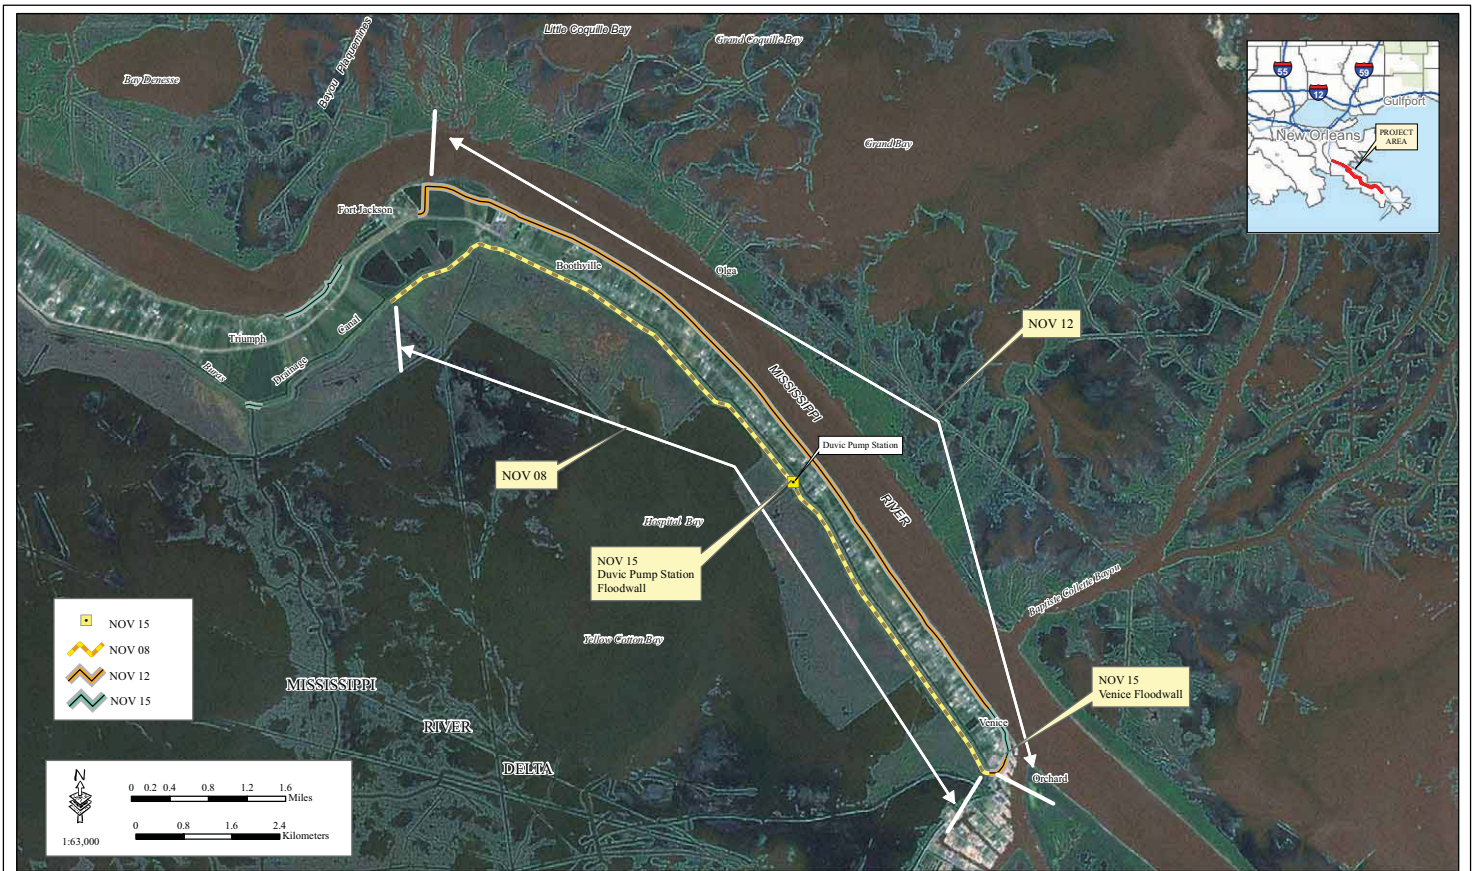 Little Coquille Bay
Grand Coquille Bay
Bay Denesse
Bayou Plaquemines
Grand Bay
55
59
12
Gulfport
New Orleans
PROJECT
AREA
Fort Jackson
Boothville
Olga
Triumph
Buras
Drainage
Canal
NOV 12
MISSISSIPPI
RIVER
Duvic Pump Station
NOV 08
Hospital Bay
NOV 15
Duvic Pump Station
Floodwall
Yellow Cotton Bay
Baptiste Collette Bayou
NOV 15
Venice Floodwall
Venice
Orchard
NOV 15
NOV 08
NOV 12
NOV 15
MISSISSIPPI
RIVER
DELTA
N
1:63,000
0 0.2 0.4 0.8 1.2 1.6
Miles
0 0.8 1.6 2.4
Kilometers